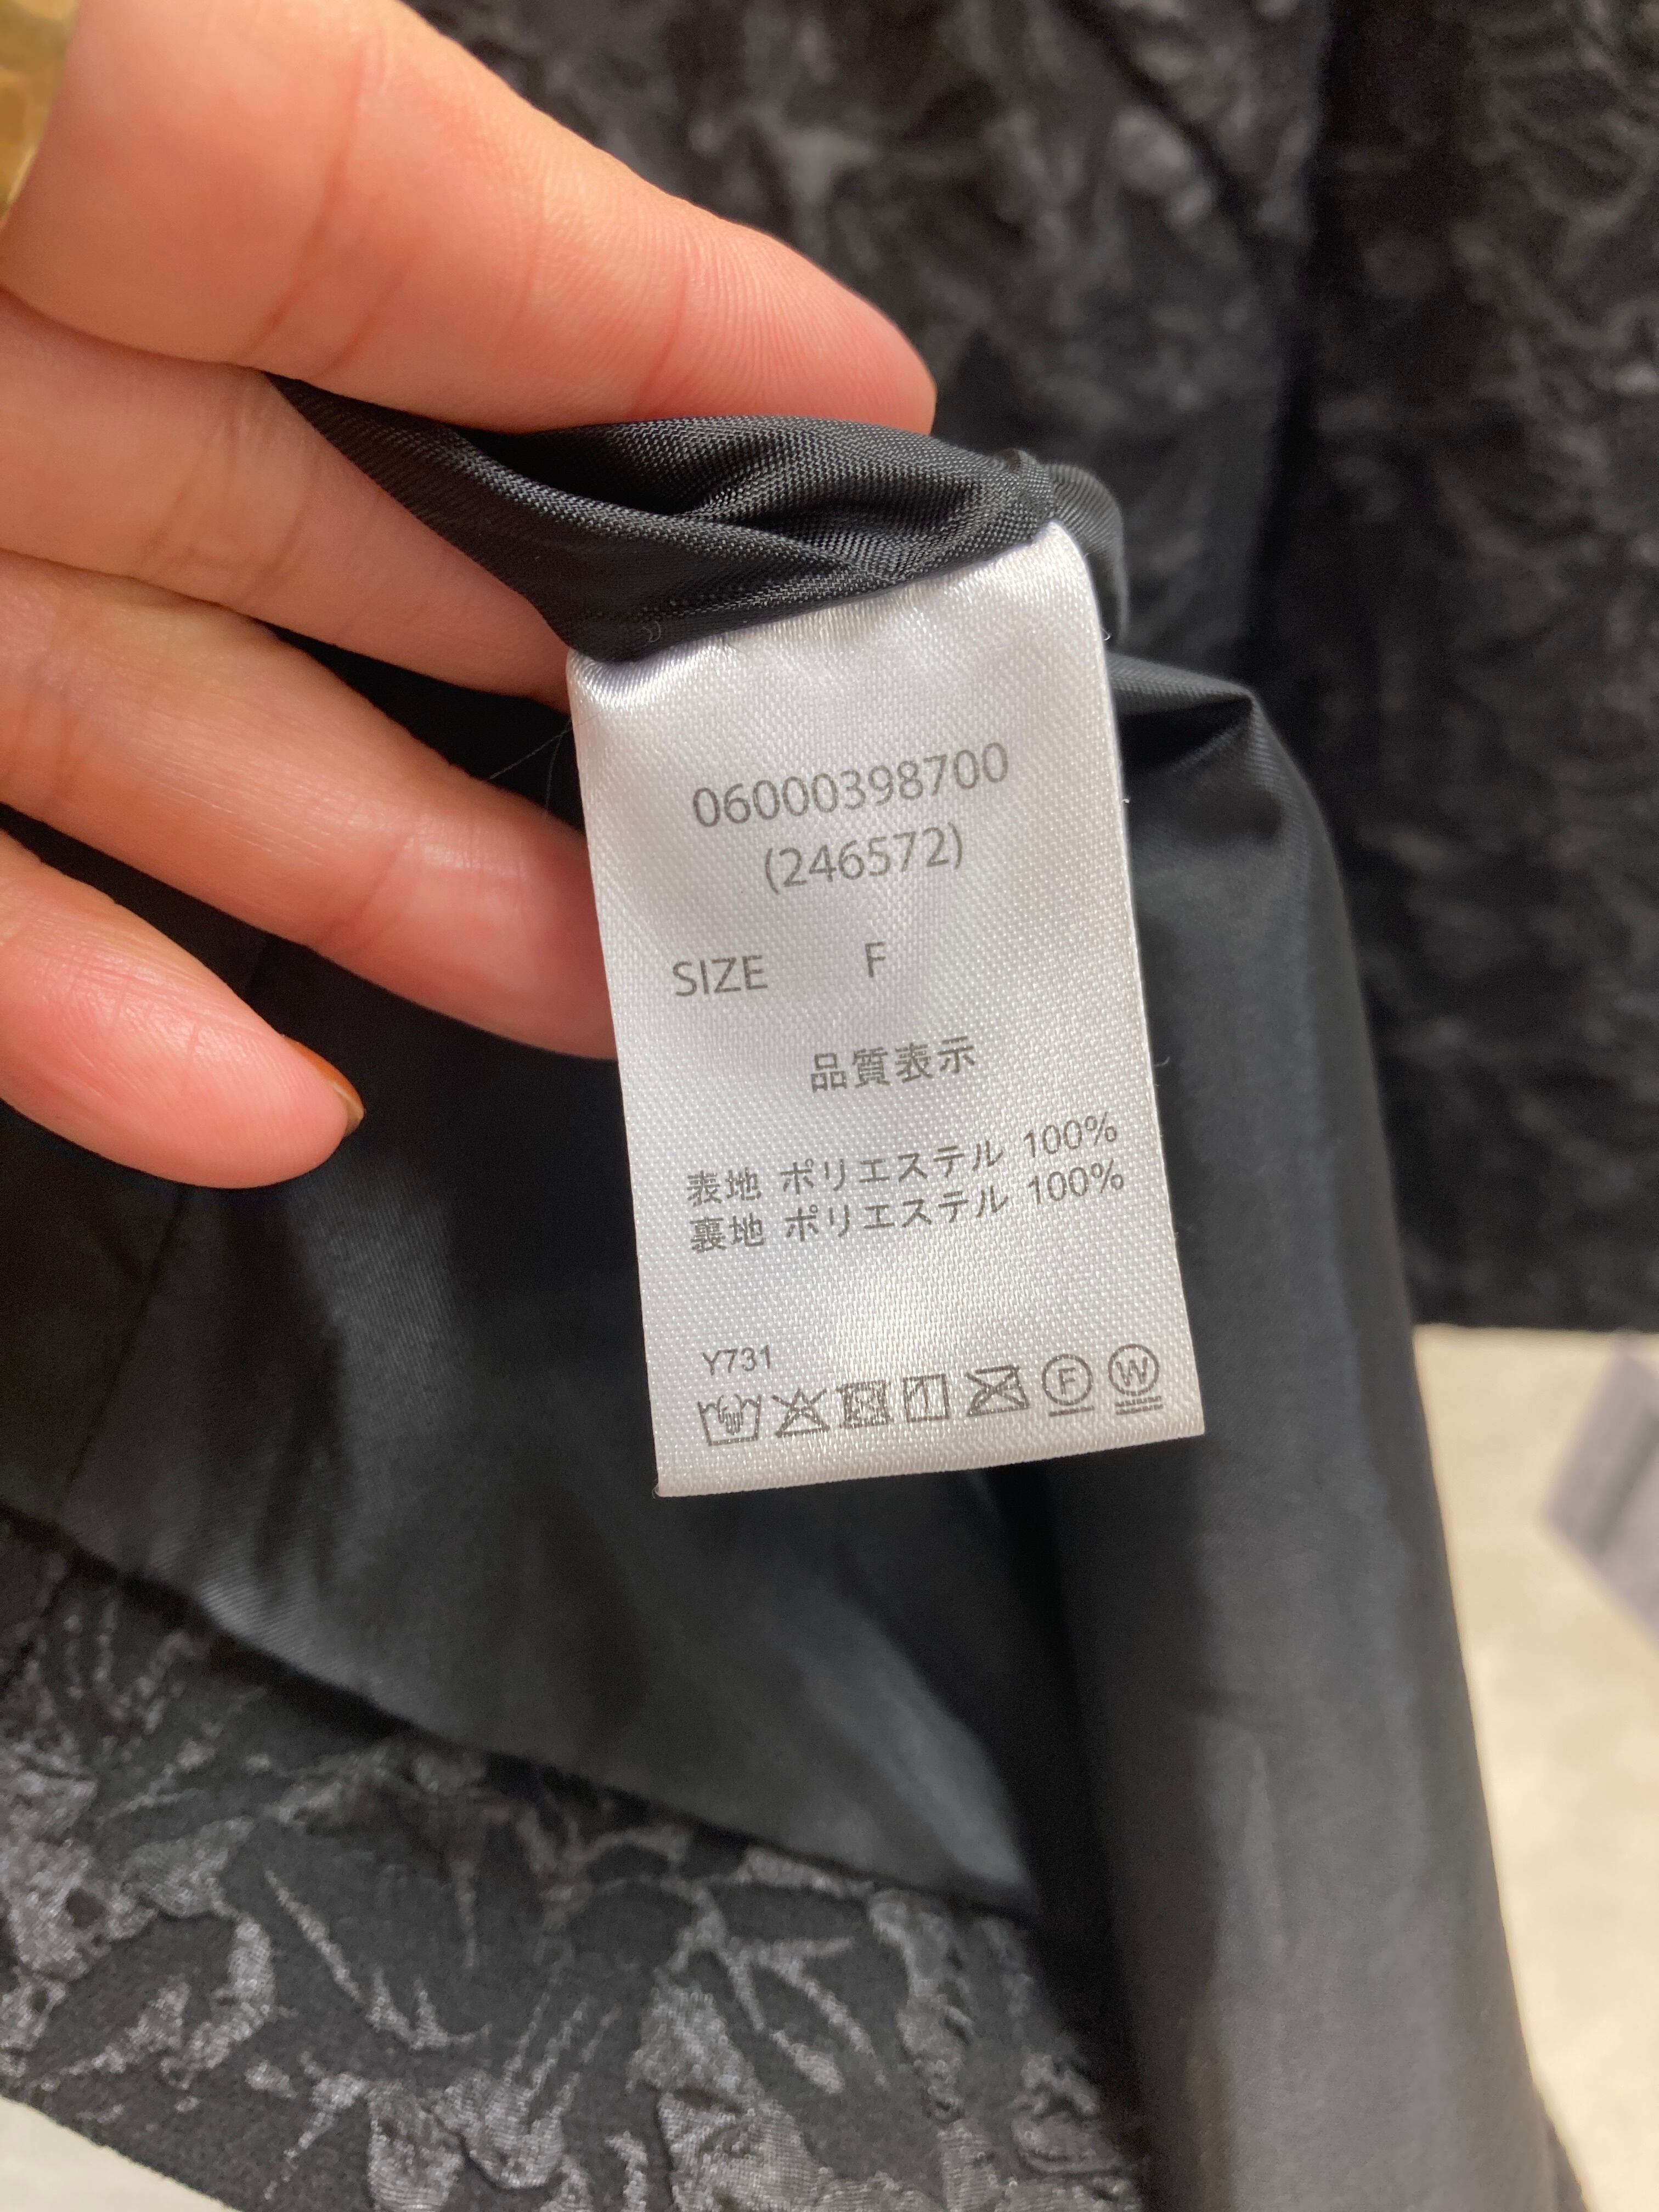 06000398700
(246572)
SIZE F
品質表示
表地 ポリエステル 100%
裏地 ポリエステル 100%
Y731
F W